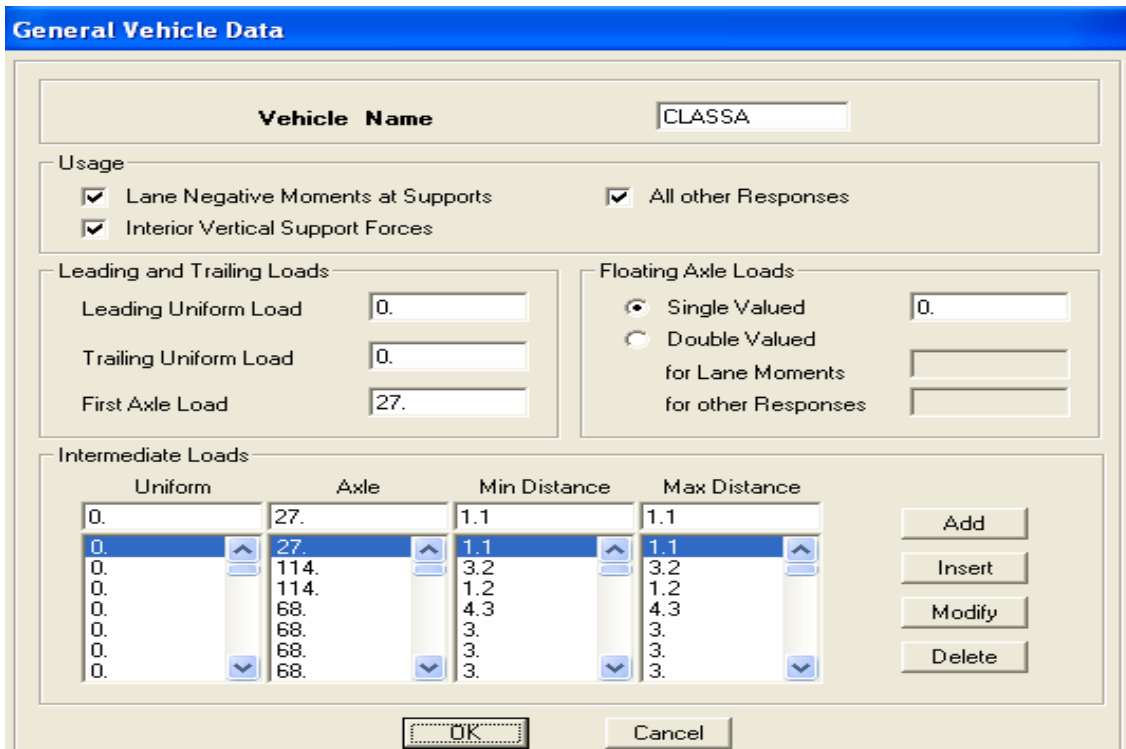 General Vehicle Data
Vehicle Name CLASSA
Usage
Lane Negative Moments at Supports All other Responses
Interior Vertical Support Forces
Leading and Trailing Loads Floating Axle Loads
Leading Uniform Load 0. Single Valued 0.
Double Valued
Trailing Uniform Load 0. for Lane Moments
First Axle Load 27. for other Responses
Intermediate Loads
Uniform Axle Min Distance Max Distance
0. 27. 1.1 1.1 Add
0. 27. 1.1 1.1
0. 114. 3.2 3.2 Insert
0. 114. 1.2 1.2
0. 68. 4.3 4.3 Modify
0. 68. 3. 3.
0. 68. 3. 3. Delete
0. 68. 3. 3.
OK Cancel